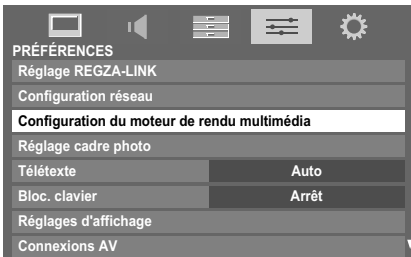 PRÉFÉRENCES
Réglage REGZA-LINK
Configuration réseau
Configuration du moteur de rendu multimédia
Réglage cadre photo
Télétexte Auto
Bloc. clavier Arrêt
Réglages d'affichage
Connexions AV